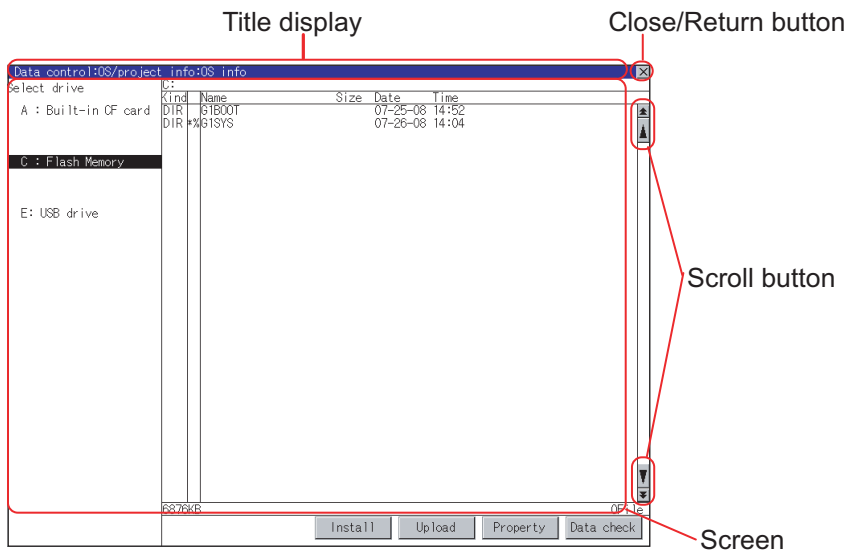 Title display
Close/Return button
Data control:OS/project info:OS info
Select drive
C:
Kind Name Size Date Time
A : Built-in CF card
DIR G1BOOT 07-25-08 14:52
DIR *%G1SYS 07-26-08 14:04
C : Flash Memory
E: USB drive
Scroll button
6876KB 0File
Install Upload Property Data check
Screen